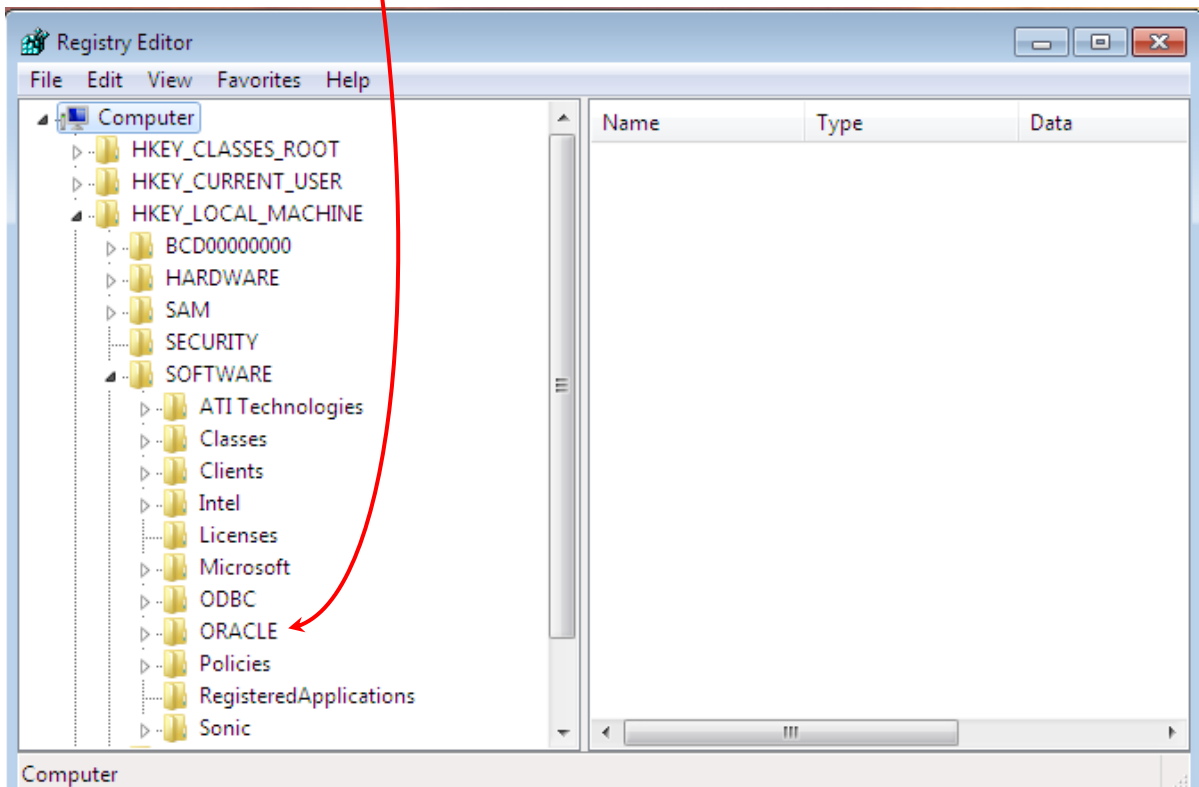 Registry Editor
File Edit View Favorites Help
Computer
Name Type Data
HKEY_CLASSES_ROOT
HKEY_CURRENT_USER
HKEY_LOCAL_MACHINE
BCD00000000
HARDWARE
SAM
SECURITY
SOFTWARE
ATI Technologies
Classes
Clients
Intel
Licenses
Microsoft
ODBC
ORACLE
Policies
RegisteredApplications
Sonic
Computer